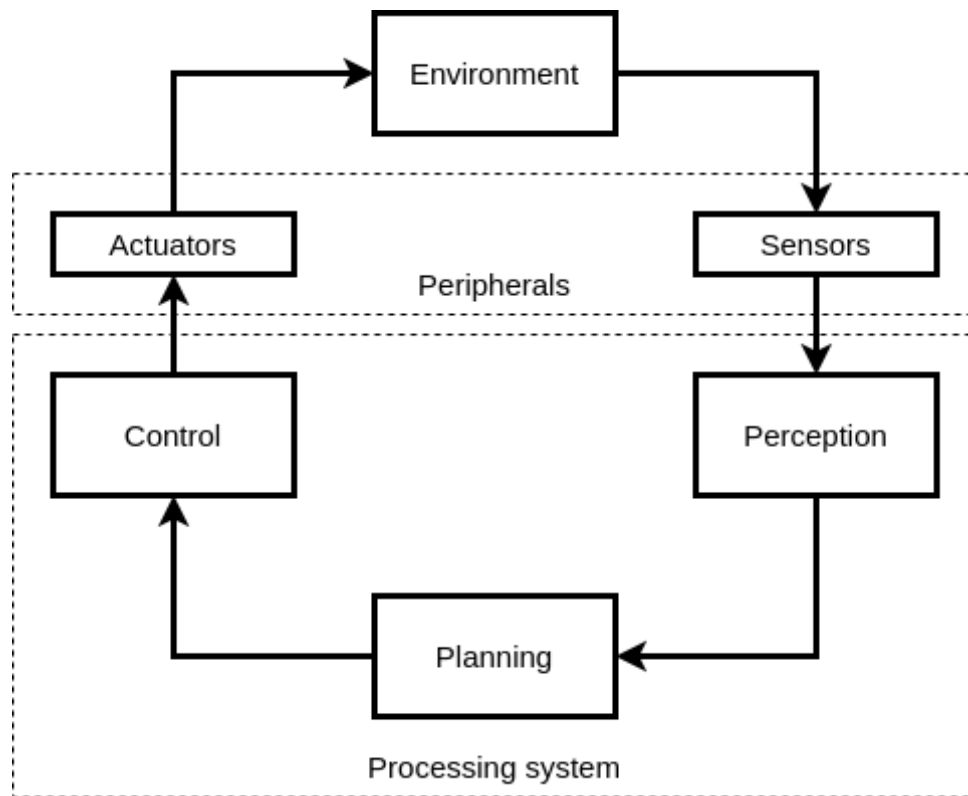 Environment
Actuators
Sensors
Peripherals
Control
Perception
Planning
Processing system